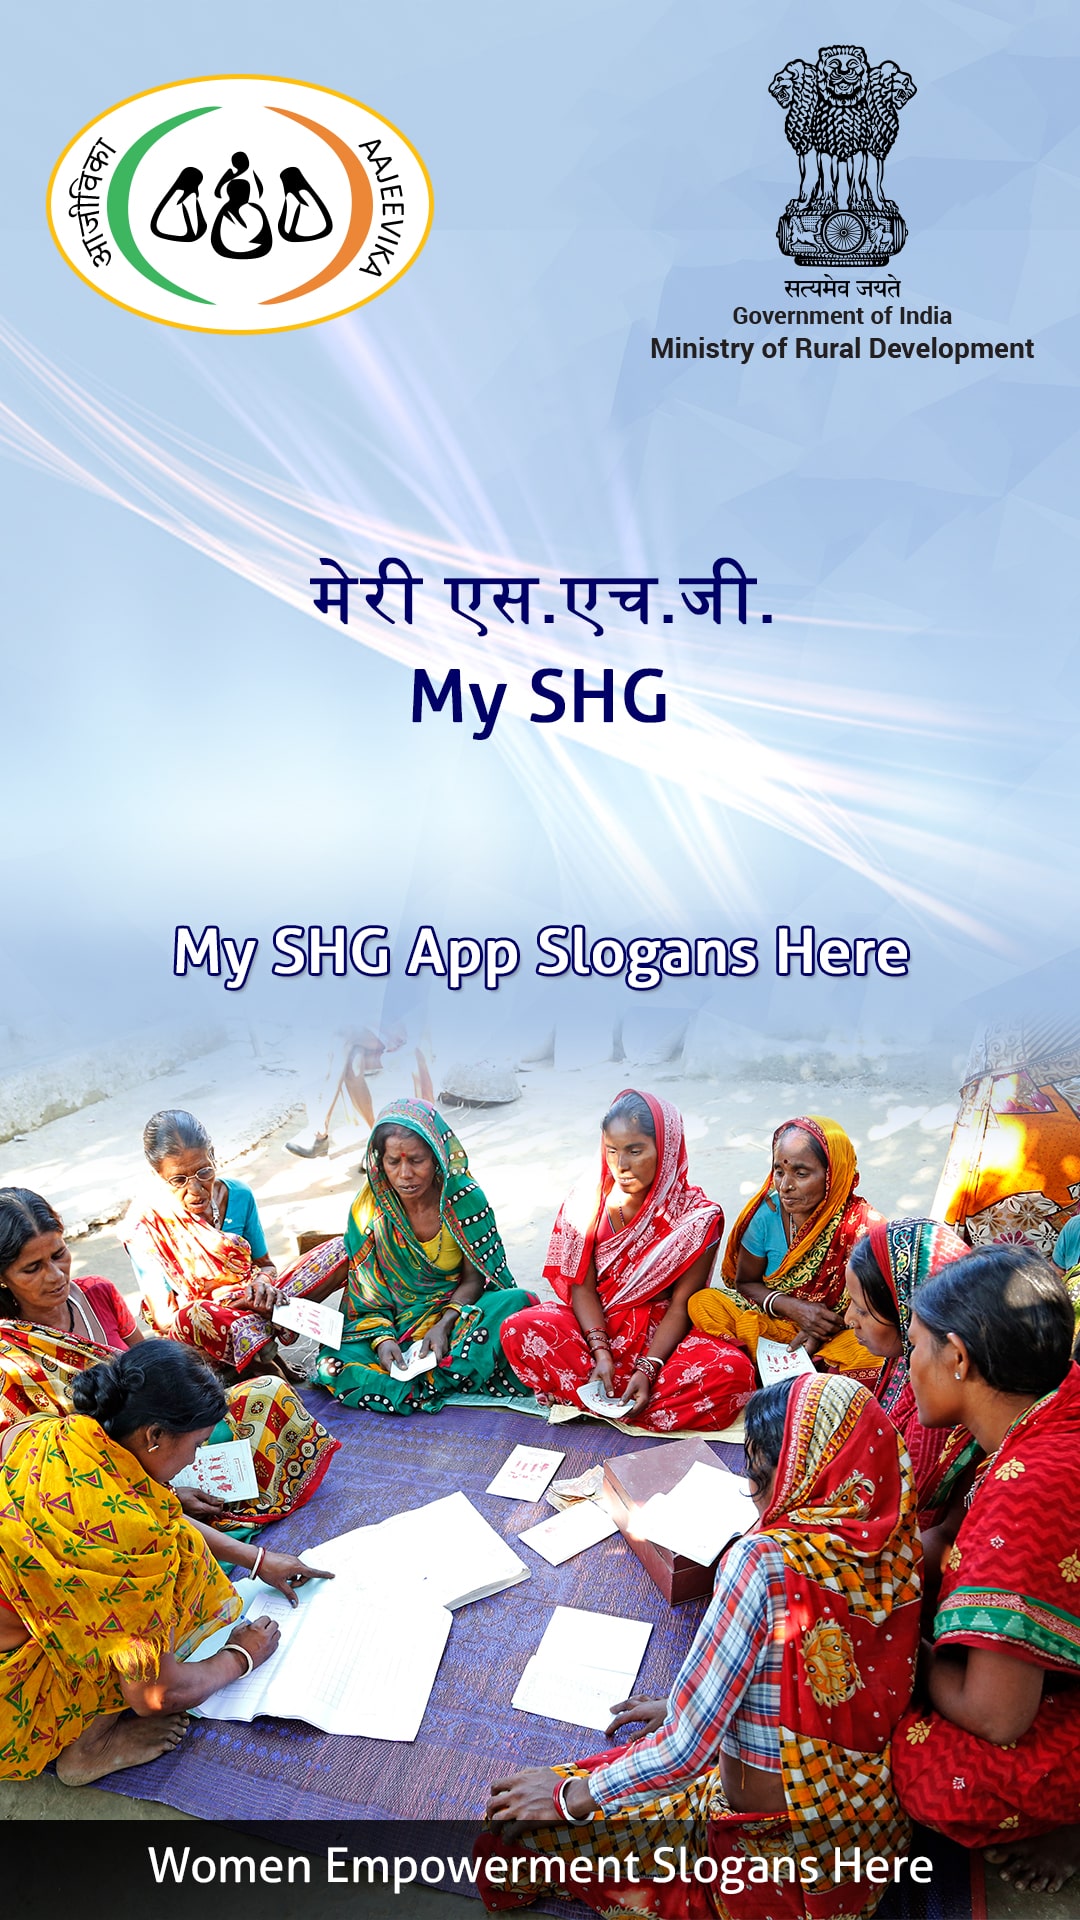 आजीविका
AAJEEVIKA
सत्यमेव जयते
Government of India
Ministry of Rural Development
मेरी एस.एच.जी.
My SHG
My SHG App Slogans Here
Women Empowerment Slogans Here